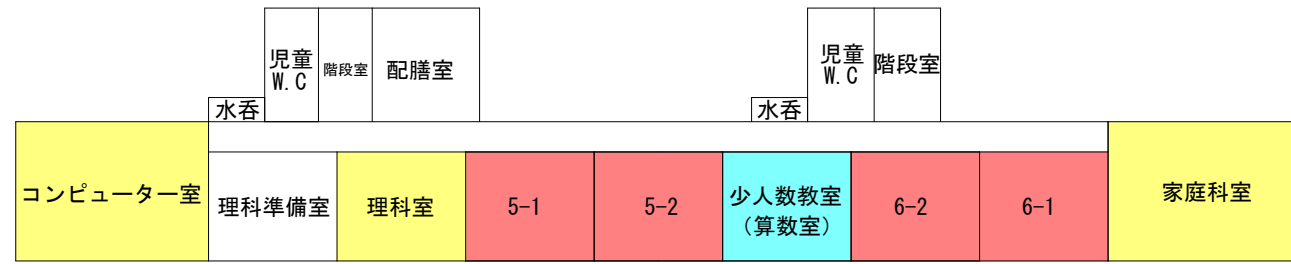 児童
W.C
階段室
配膳室
児童
W.C
階段室
水呑
水呑
コンピューター室
理科準備室
理科室
5-1
5-2
少人数教室
(算数室)
6-2
6-1
家庭科室